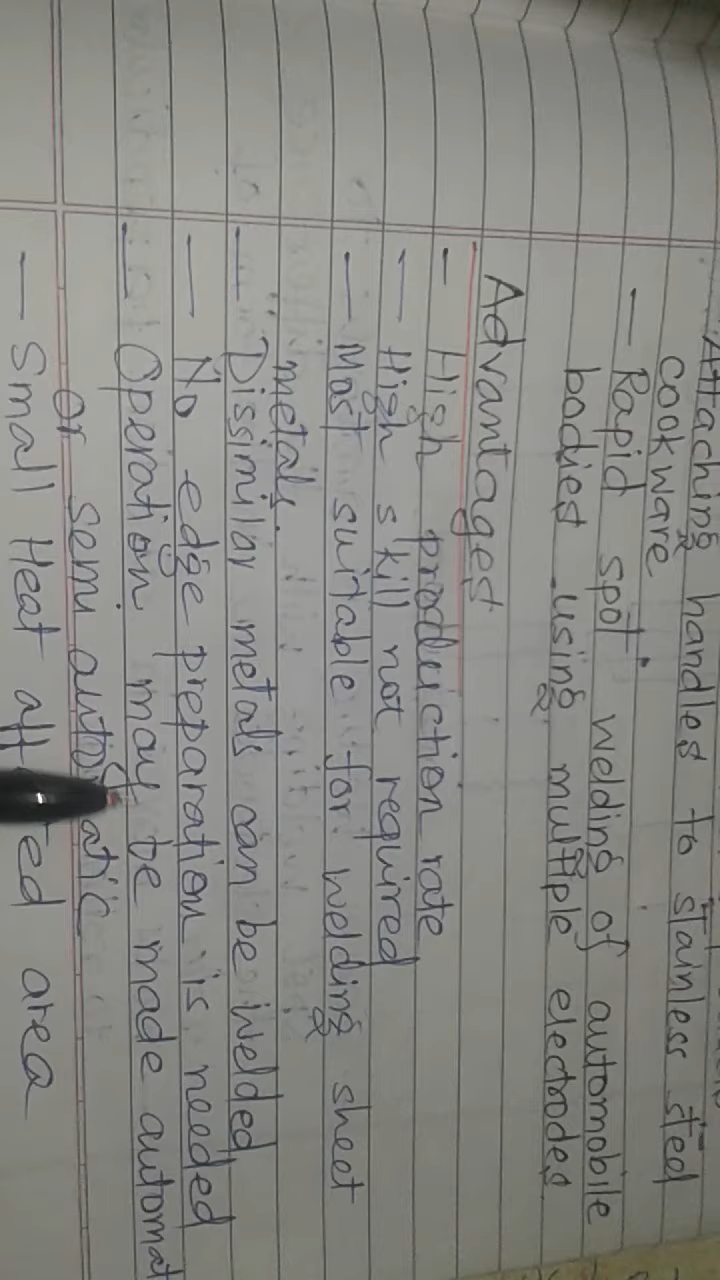 Attaching handles to stainless steel
cookware
— Rapid spot welding of automobile
bodies using multiple electrodes
Advantages
- High production rate
— High skill not required
— Most suitable for welding sheet
metals.
— Dissimilar metals can be welded
— No edge preparation is needed
— Operation may be made automat
or semi automatic
— Small Heat affected area